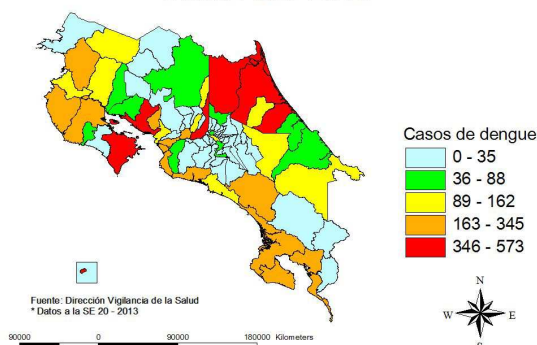 Casos de dengue
0 - 35
36 - 88
89 - 162
163 - 345
346 - 573
Fuente: Dirección Vigilancia de la Salud
* Datos a la SE 20 - 2013
90000 0 90000 180000 Kilometers
N
W E
S